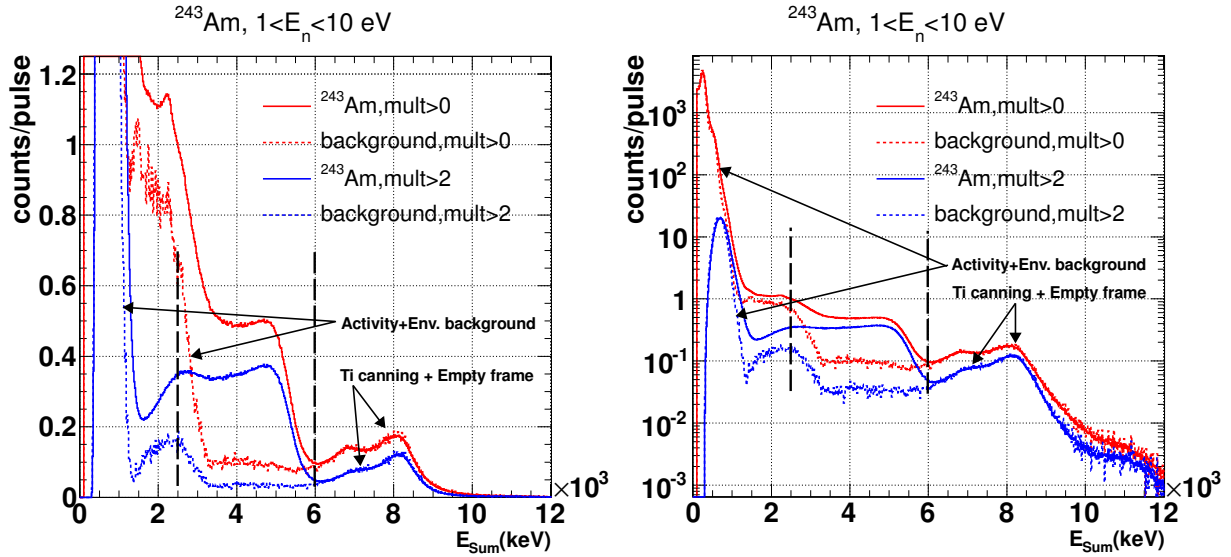 ²⁴³Am, 1<Eₙ<10 eV
counts/pulse
1.2
1
0.8
0.6
0.4
0.2
0
²⁴³Am,mult>0
background,mult>0
²⁴³Am,mult>2
background,mult>2
Activity+Env. background
Ti canning + Empty frame
0 2 4 6 8 10 12
×10³
E_Sum(keV)
²⁴³Am, 1<Eₙ<10 eV
counts/pulse
10³
10²
10
1
10⁻¹
10⁻²
10⁻³
²⁴³Am,mult>0
background,mult>0
²⁴³Am,mult>2
background,mult>2
Activity+Env. background
Ti canning + Empty frame
0 2 4 6 8 10 12
×10³
E_Sum(keV)